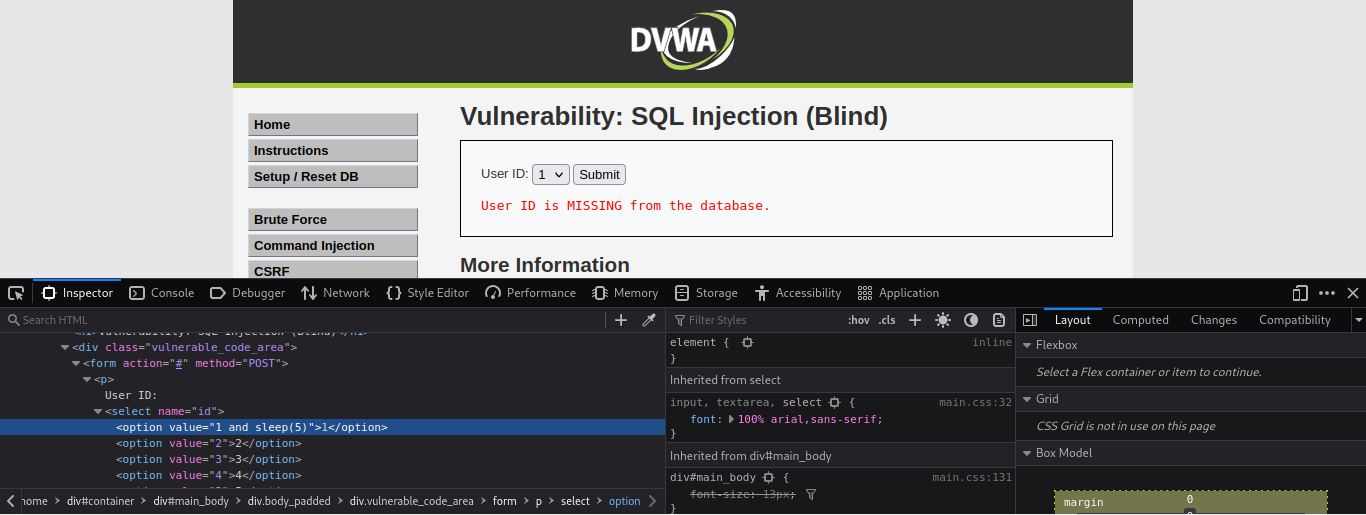 DVWA
Vulnerability: SQL Injection (Blind)
Home
Instructions
Setup / Reset DB
Brute Force
Command Injection
CSRF
User ID: 1 Submit
User ID is MISSING from the database.
More Information
Inspector Console Debugger Network Style Editor Performance Memory Storage Accessibility Application
Search HTML
<div class="vulnerable_code_area">
<form action="#" method="POST">
<p>
User ID:
<select name="id">
<option value="1 and sleep(5)">1</option>
<option value="2">2</option>
<option value="3">3</option>
<option value="4">4</option>
home > div#container > div#main_body > div.body_padded > div.vulnerable_code_area > form > p > select > option
Filter Styles :hov .cls
element { inline
}
Inherited from select
input, textarea, select { main.css:32
font: 100% arial,sans-serif;
}
Inherited from div#main_body
div#main_body { main.css:131
font-size: 13px;
}
Layout Computed Changes Compatibility
Flexbox
Select a Flex container or item to continue.
Grid
CSS Grid is not in use on this page
Box Model
margin 0